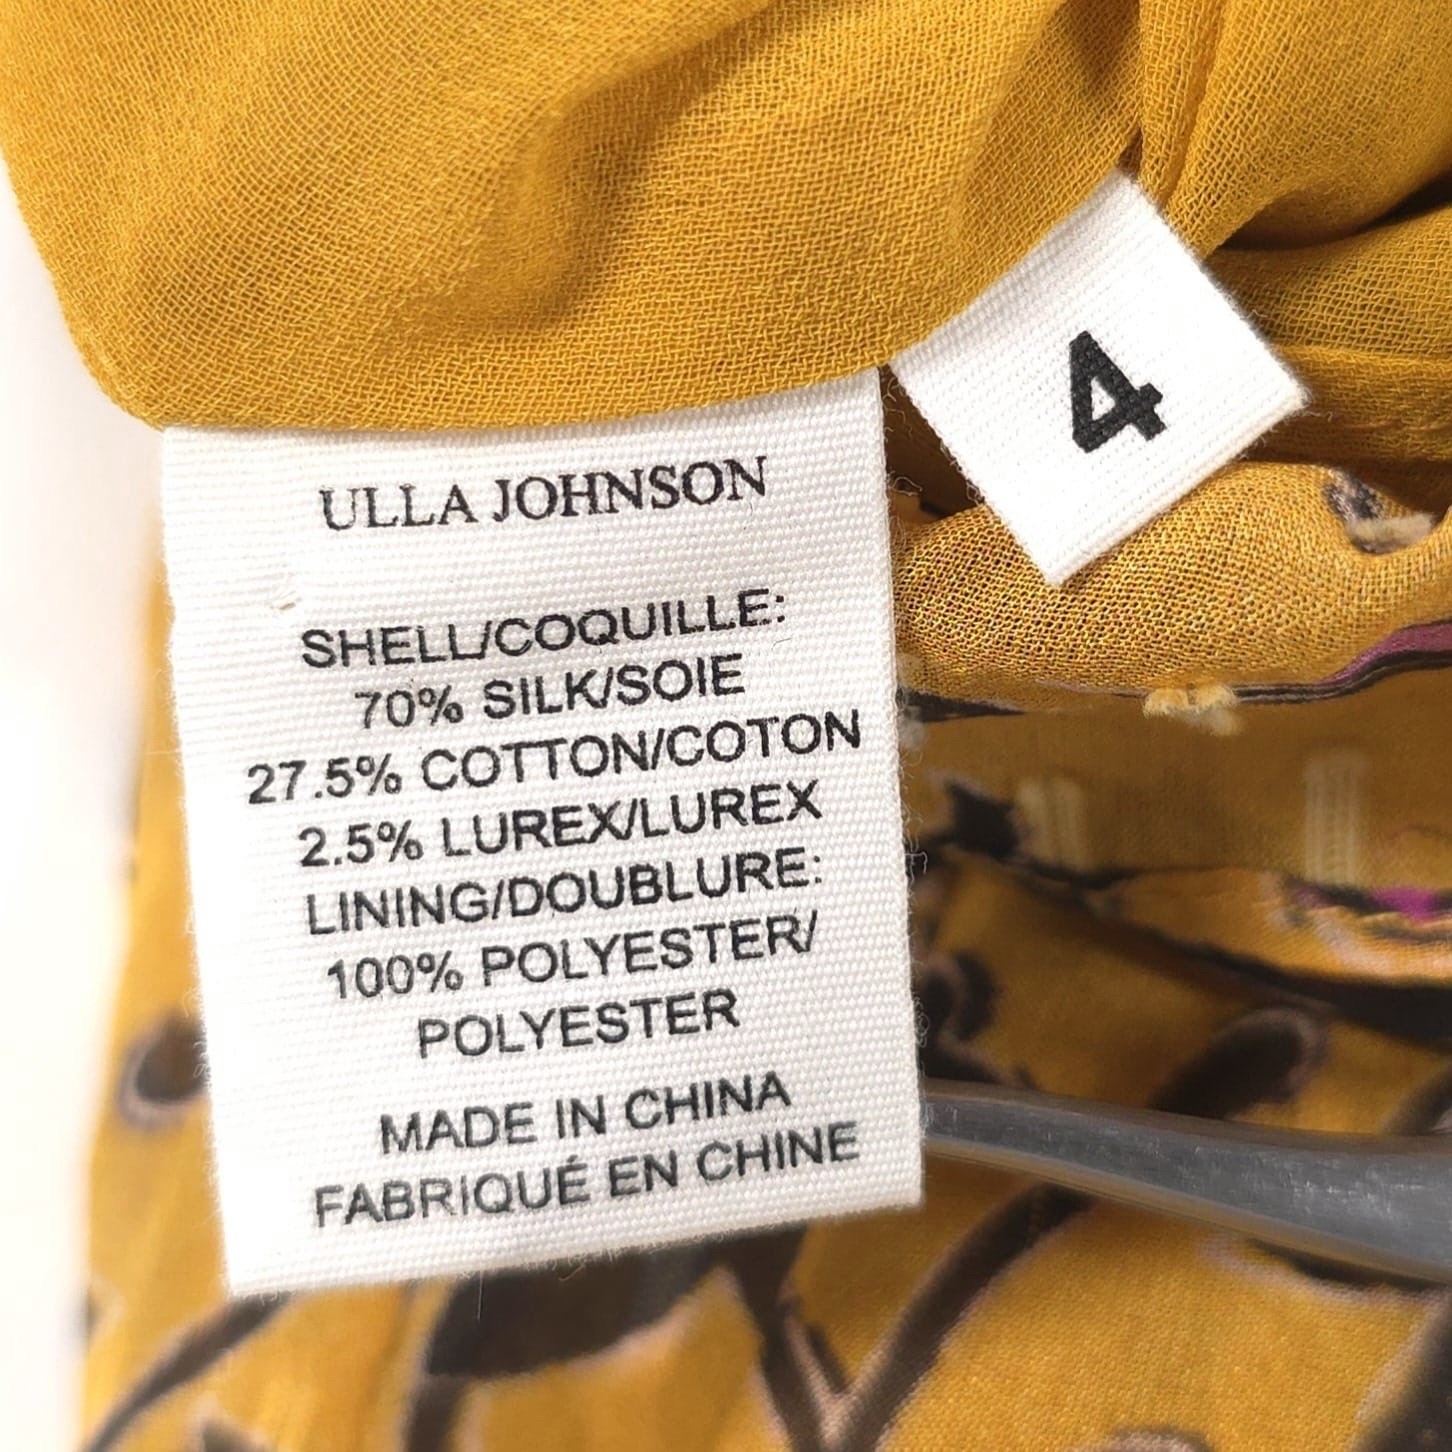 4
ULLA JOHNSON
SHELL/COQUILLE:
70% SILK/SOIE
27.5% COTTON/COTON
2.5% LUREX/LUREX
LINING/DOUBLURE:
100% POLYESTER/
POLYESTER
MADE IN CHINA
FABRIQUÉ EN CHINE